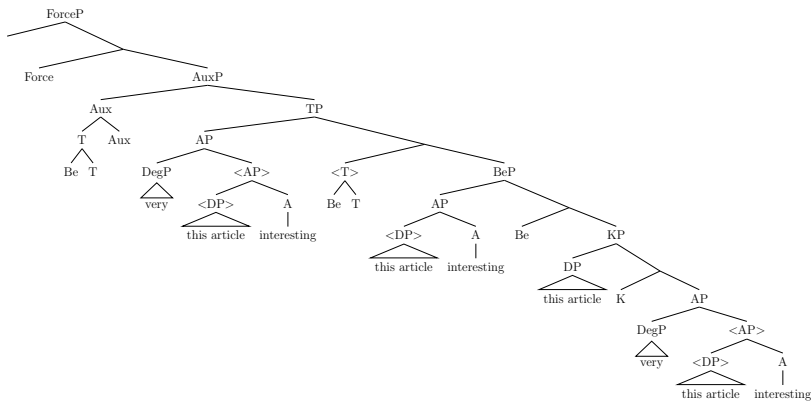 ForceP
Force AuxP
Aux TP
T Aux AP
Be T DegP <AP> <T> BeP
very <DP> A Be T AP
this article interesting <DP> A Be KP
this article interesting DP
this article K AP
DegP <AP>
very <DP> A
this article interesting